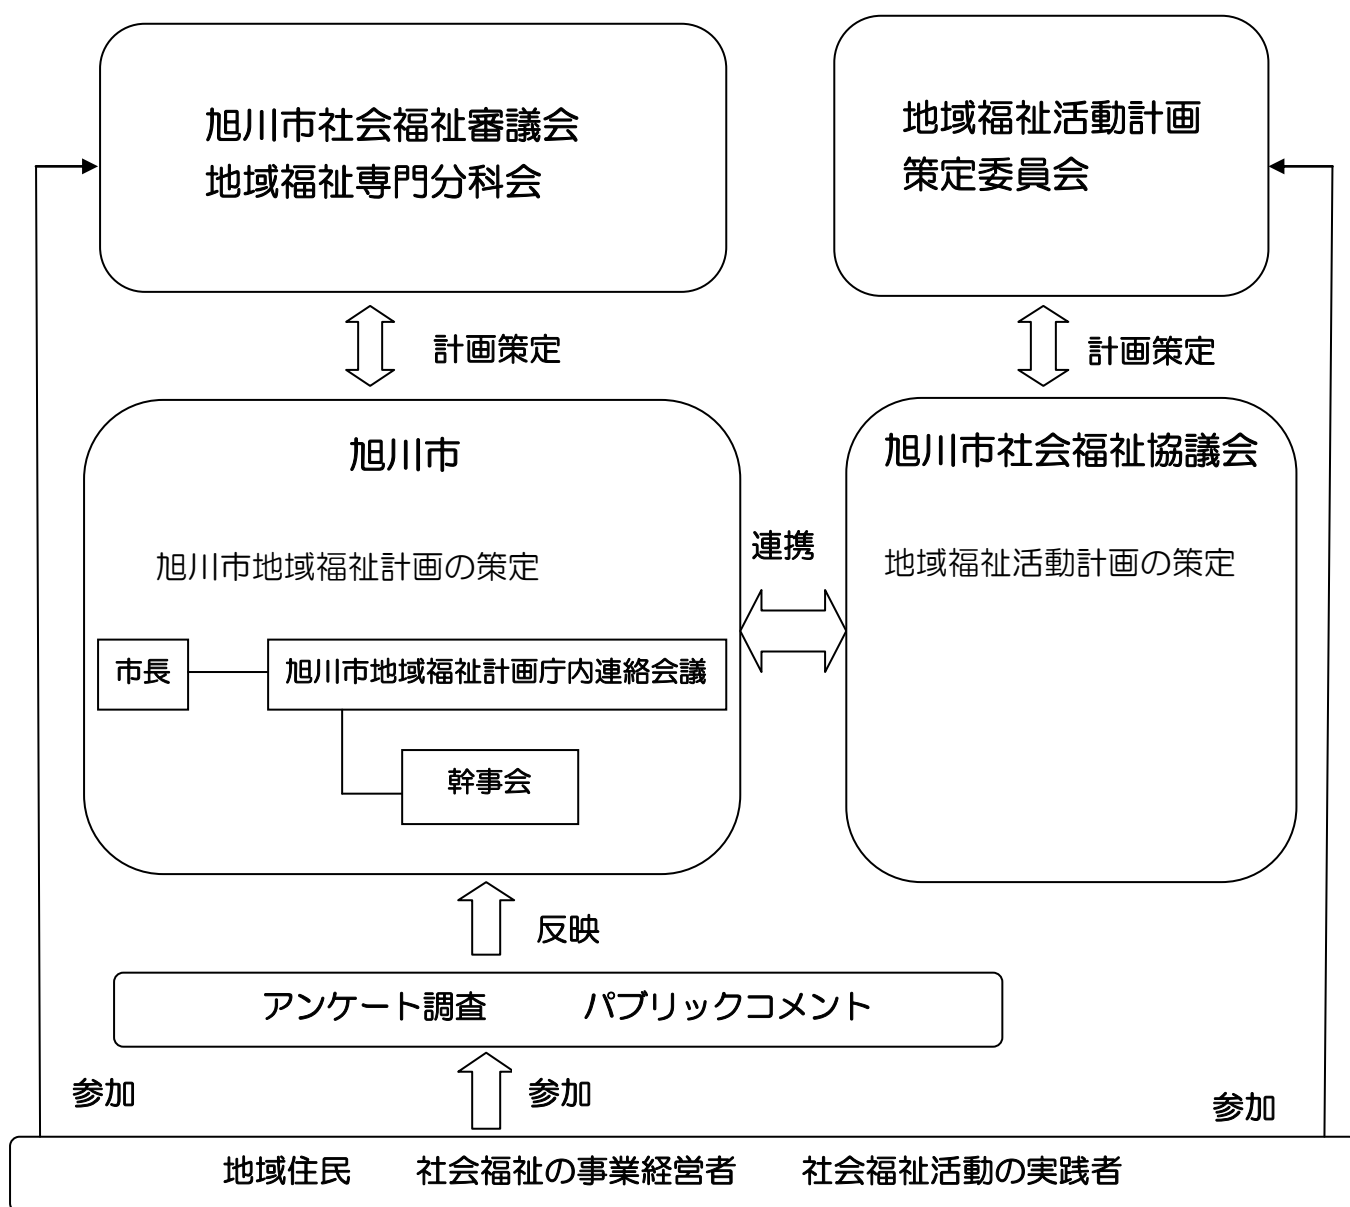 旭川市社会福祉審議会
地域福祉専門分科会
地域福祉活動計画
策定委員会
計画策定
計画策定
旭川市
旭川市社会福祉協議会
連携
旭川市地域福祉計画の策定
地域福祉活動計画の策定
市長
旭川市地域福祉計画庁内連絡会議
幹事会
反映
アンケート調査 パブリックコメント
参加
参加
参加
地域住民 社会福祉の事業経営者 社会福祉活動の実践者